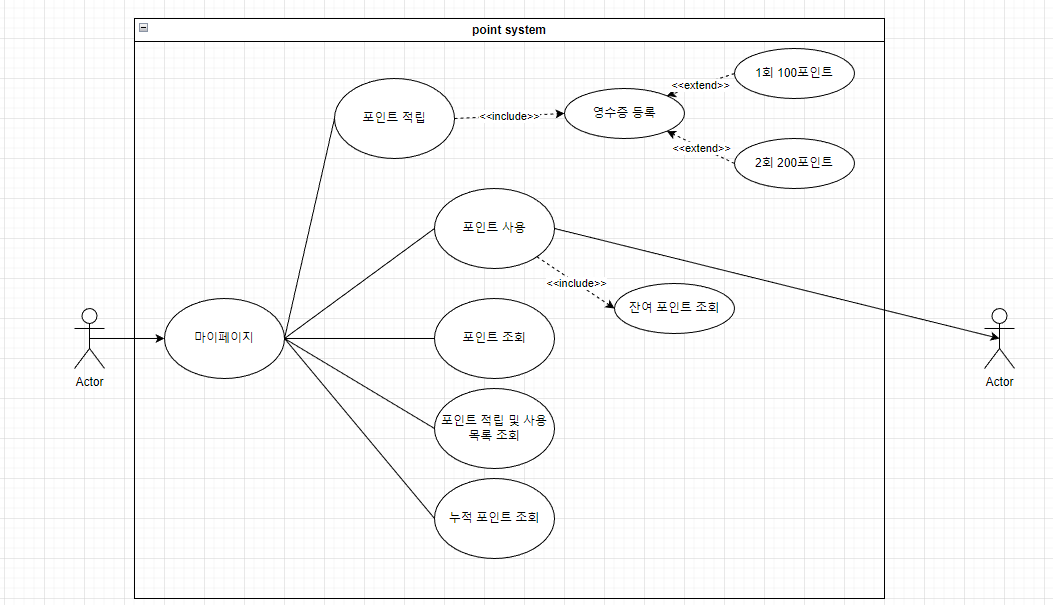 point system
1회 100포인트
<<extend>>
포인트 적립
<<include>>
영수증 등록
<<extend>>
2회 200포인트
포인트 사용
<<include>>
잔여 포인트 조회
마이페이지
포인트 조회
Actor
Actor
포인트 적립 및 사용
목록 조회
누적 포인트 조회